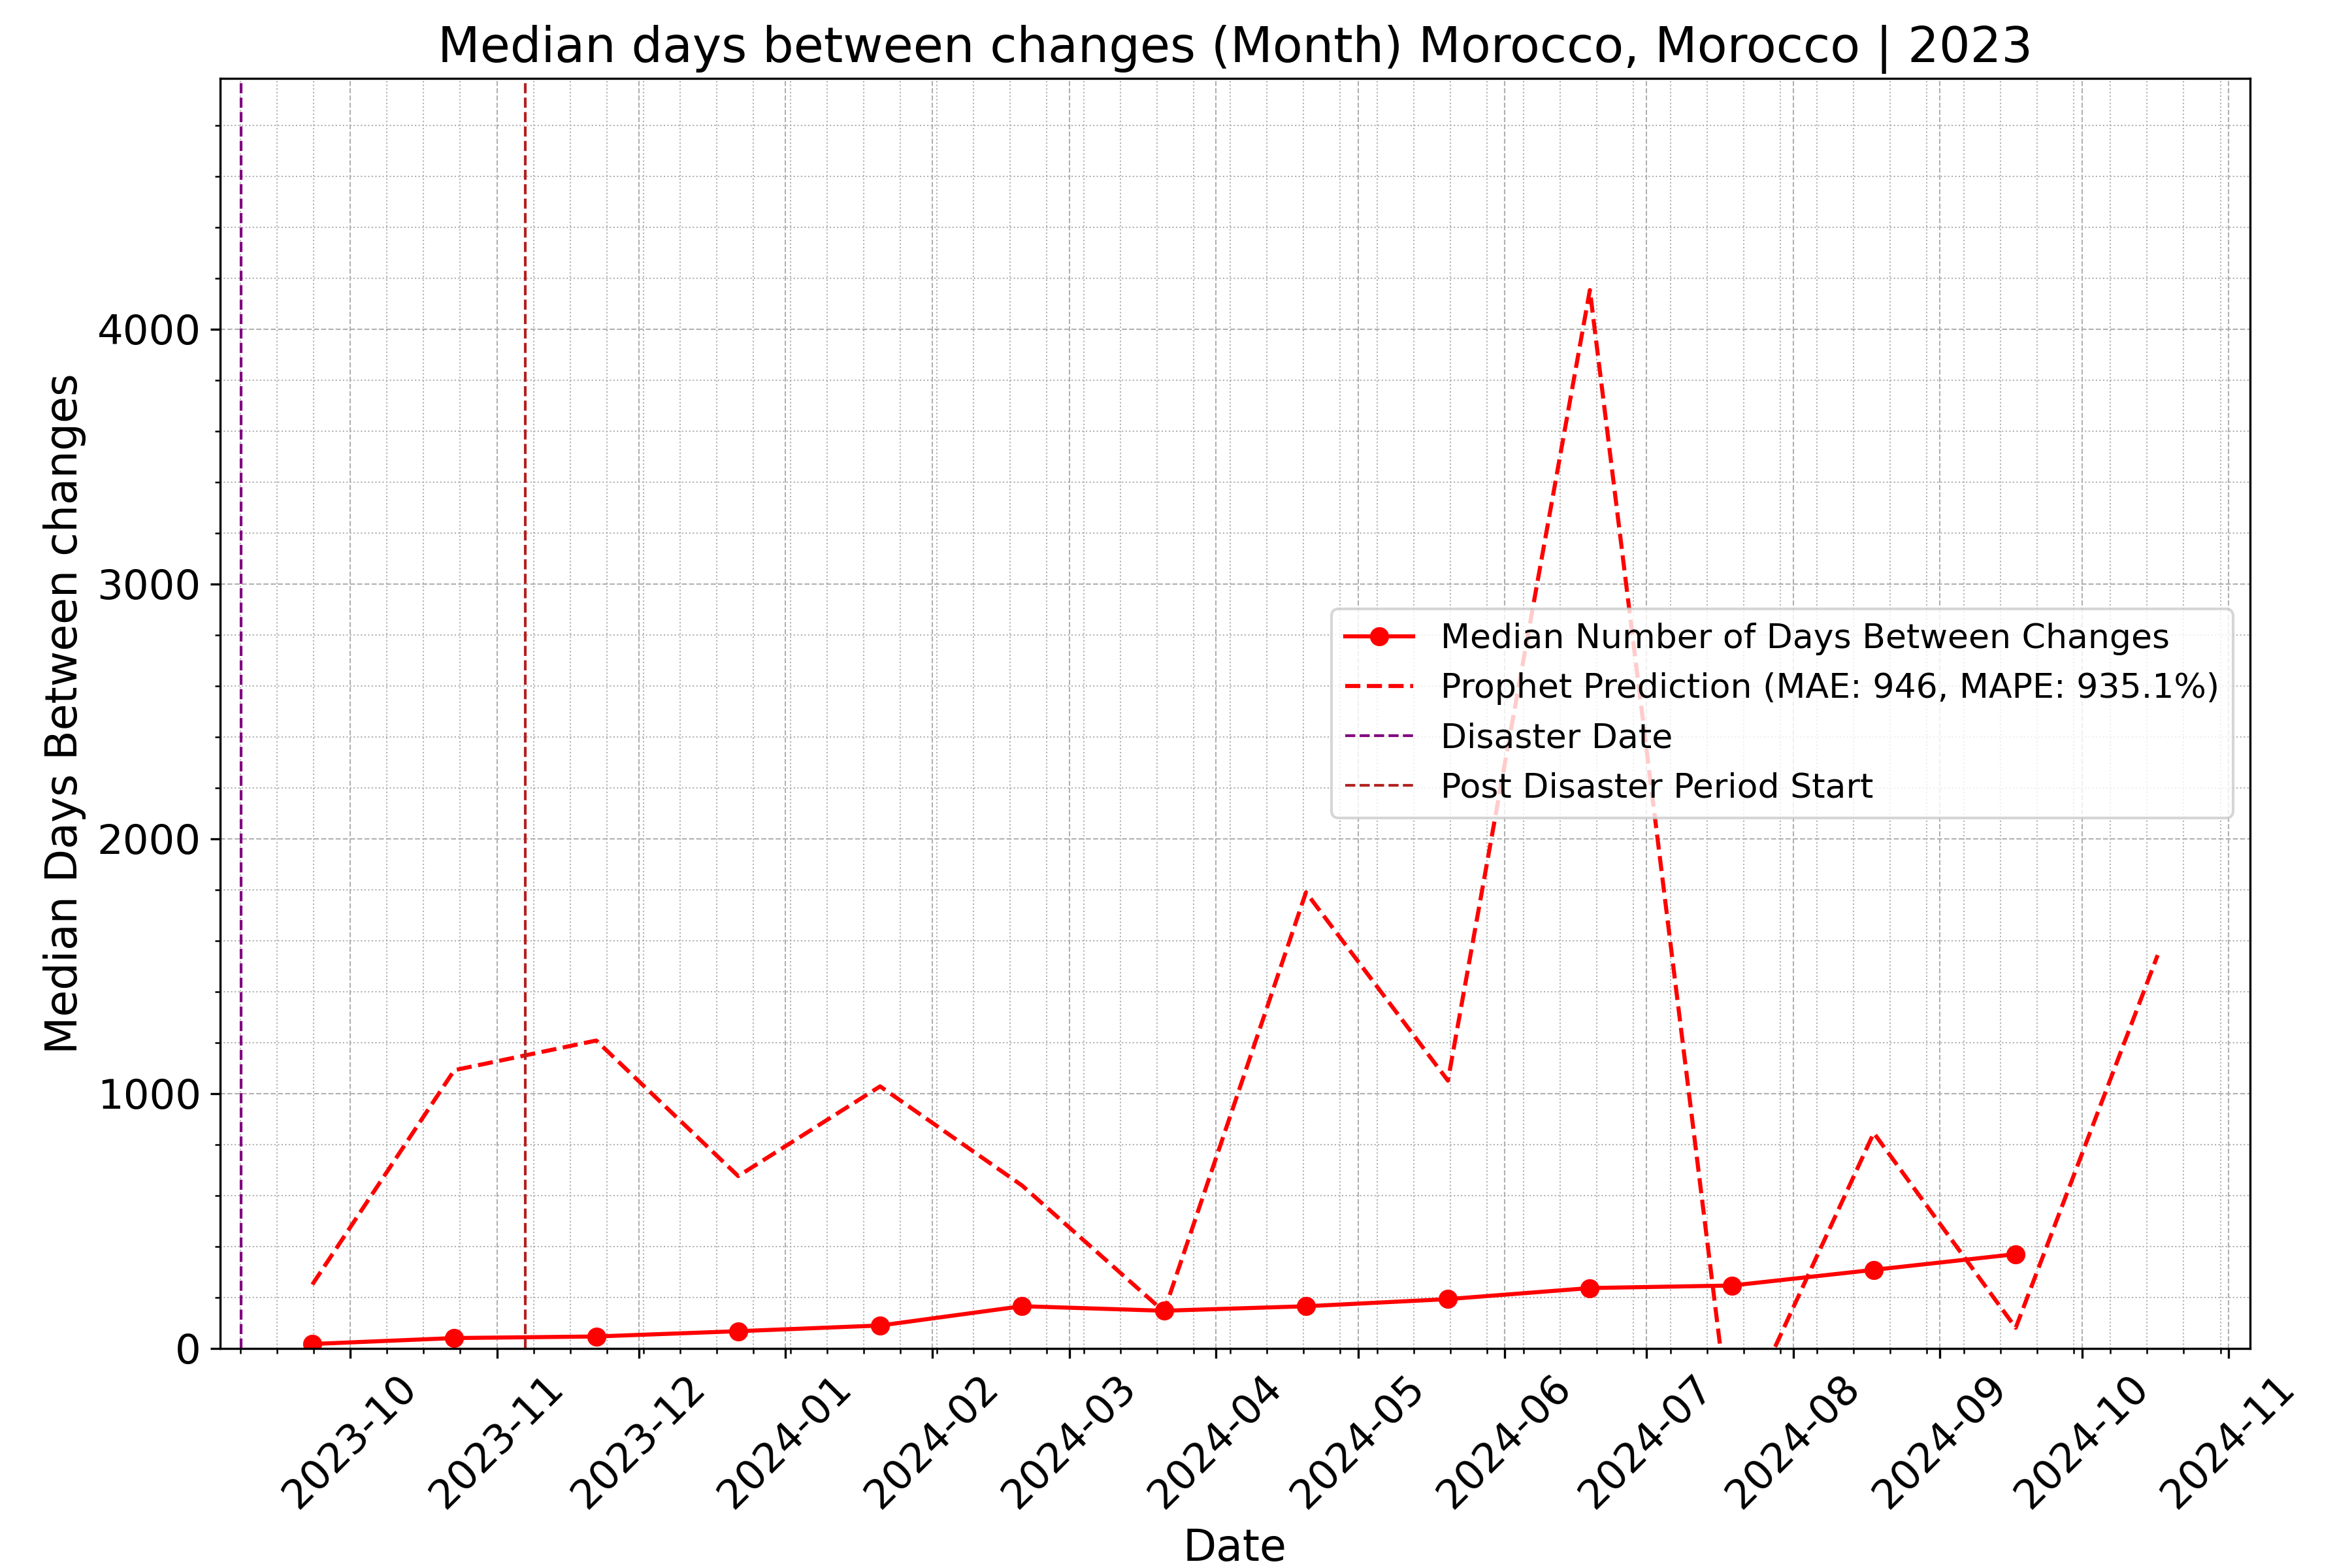 Median days between changes (Month) Morocco, Morocco | 2023
Median Days Between changes
4000
3000
2000
1000
0
Median Number of Days Between Changes
Prophet Prediction (MAE: 946, MAPE: 935.1%)
Disaster Date
Post Disaster Period Start
2023-10
2023-11
2023-12
2024-01
2024-02
2024-03
2024-04
2024-05
2024-06
2024-07
2024-08
2024-09
2024-10
2024-11
Date